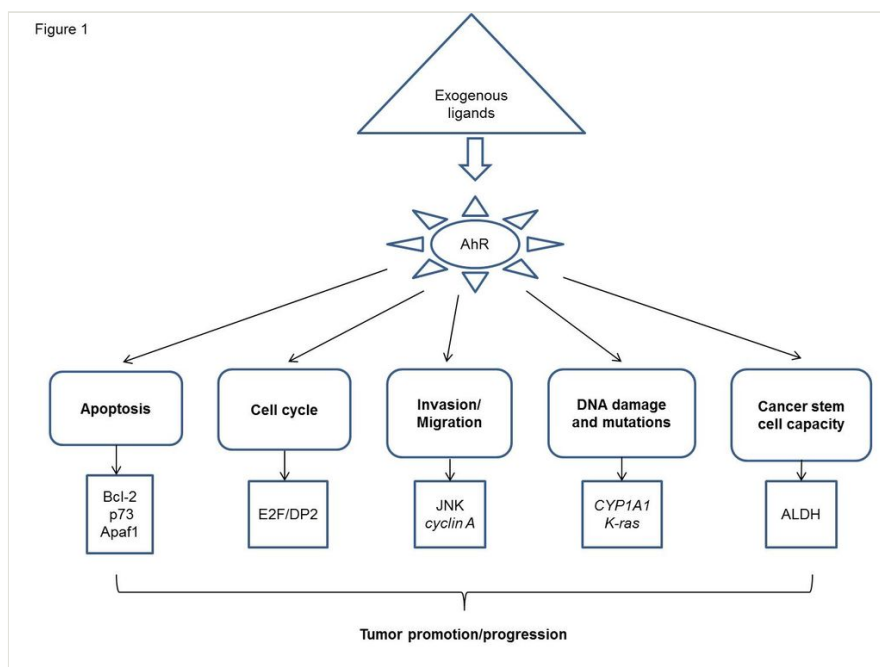 Figure 1
Exogenous
ligands
AhR
Apoptosis
Cell cycle
Invasion/
Migration
DNA damage
and mutations
Cancer stem
cell capacity
Bcl-2
p73
Apaf1
E2F/DP2
JNK
cyclin A
CYP1A1
K-ras
ALDH
Tumor promotion/progression